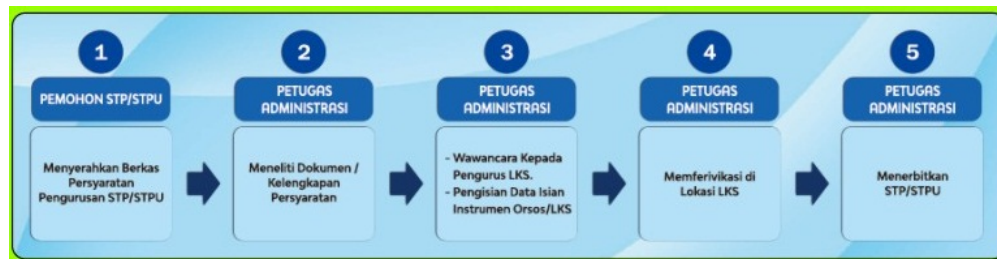 1
PEMOHON STP/STPU
Menyerahkan Berkas
Persyaratan
Pengurusan STP/STPU
2
PETUGAS
ADMINISTRASI
Meneliti Dokumen /
Kelengkapan
Persyaratan
3
PETUGAS
ADMINISTRASI
- Wawancara Kepada
Pengurus LKS.
- Pengisian Data Isian
Instrumen Orsos/LKS
4
PETUGAS
ADMINISTRASI
Memferivikasi di
Lokasi LKS
5
PETUGAS
ADMINISTRASI
Menerbitkan
STP/STPU